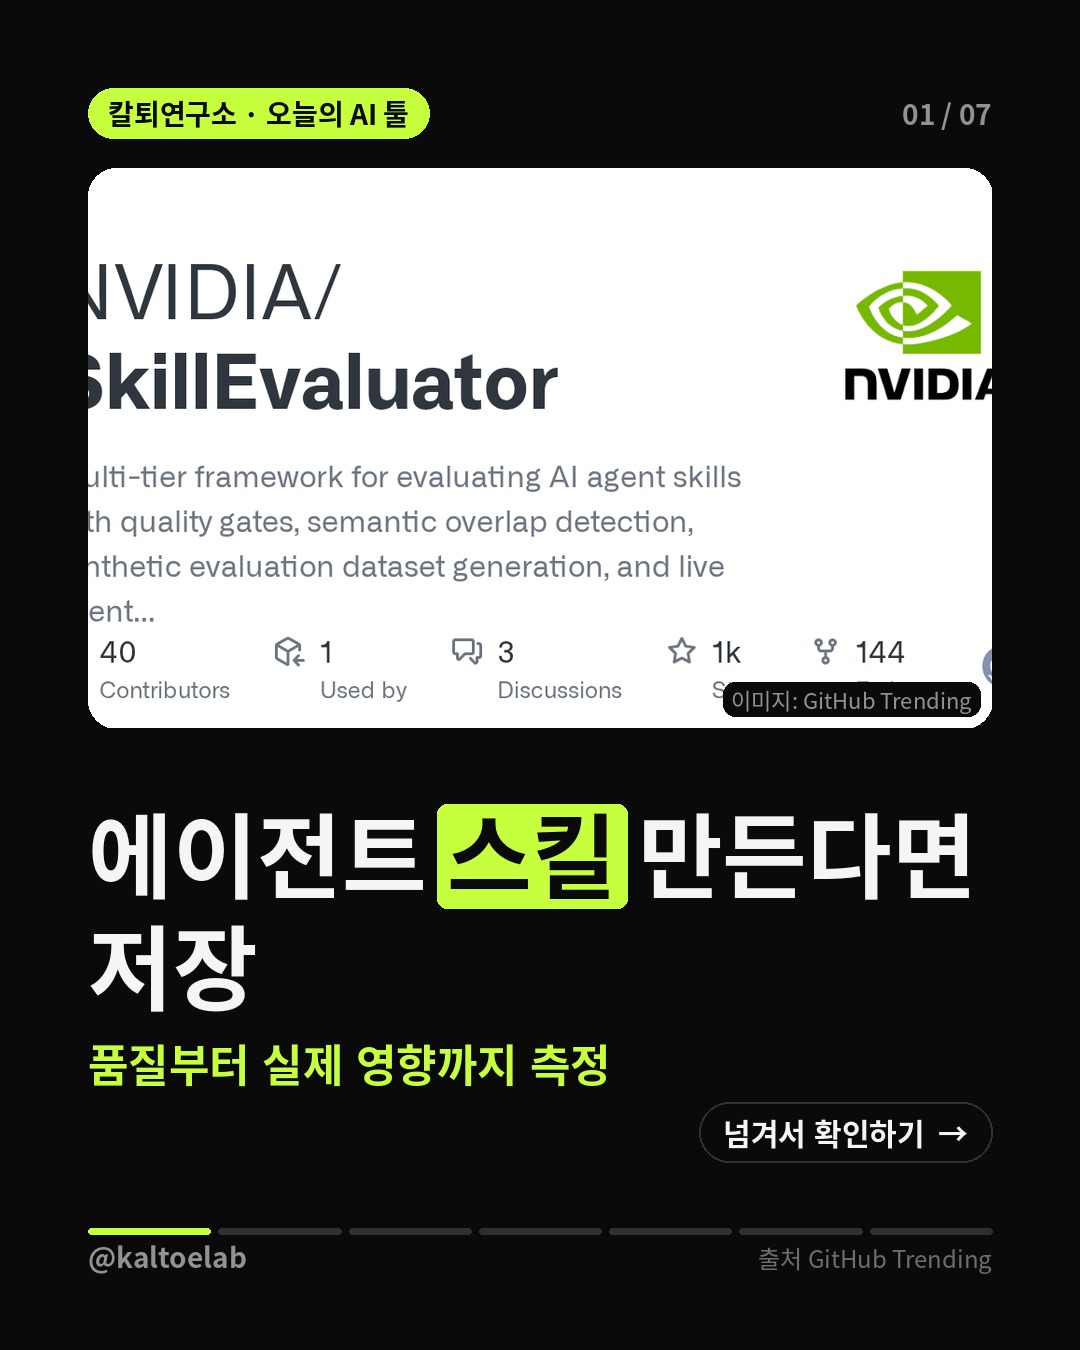 칼퇴연구소 · 오늘의 AI 툴
01 / 07
NVIDIA/
SkillEvaluator
NVIDIA
ulti-tier framework for evaluating AI agent skills
th quality gates, semantic overlap detection,
nthetic evaluation dataset generation, and live
ent...
40
Contributors
1
Used by
3
Discussions
1k
144
이미지: GitHub Trending
에이전트 스킬 만든다면
저장
품질부터 실제 영향까지 측정
넘겨서 확인하기 →
@kaltoelab
출처 GitHub Trending